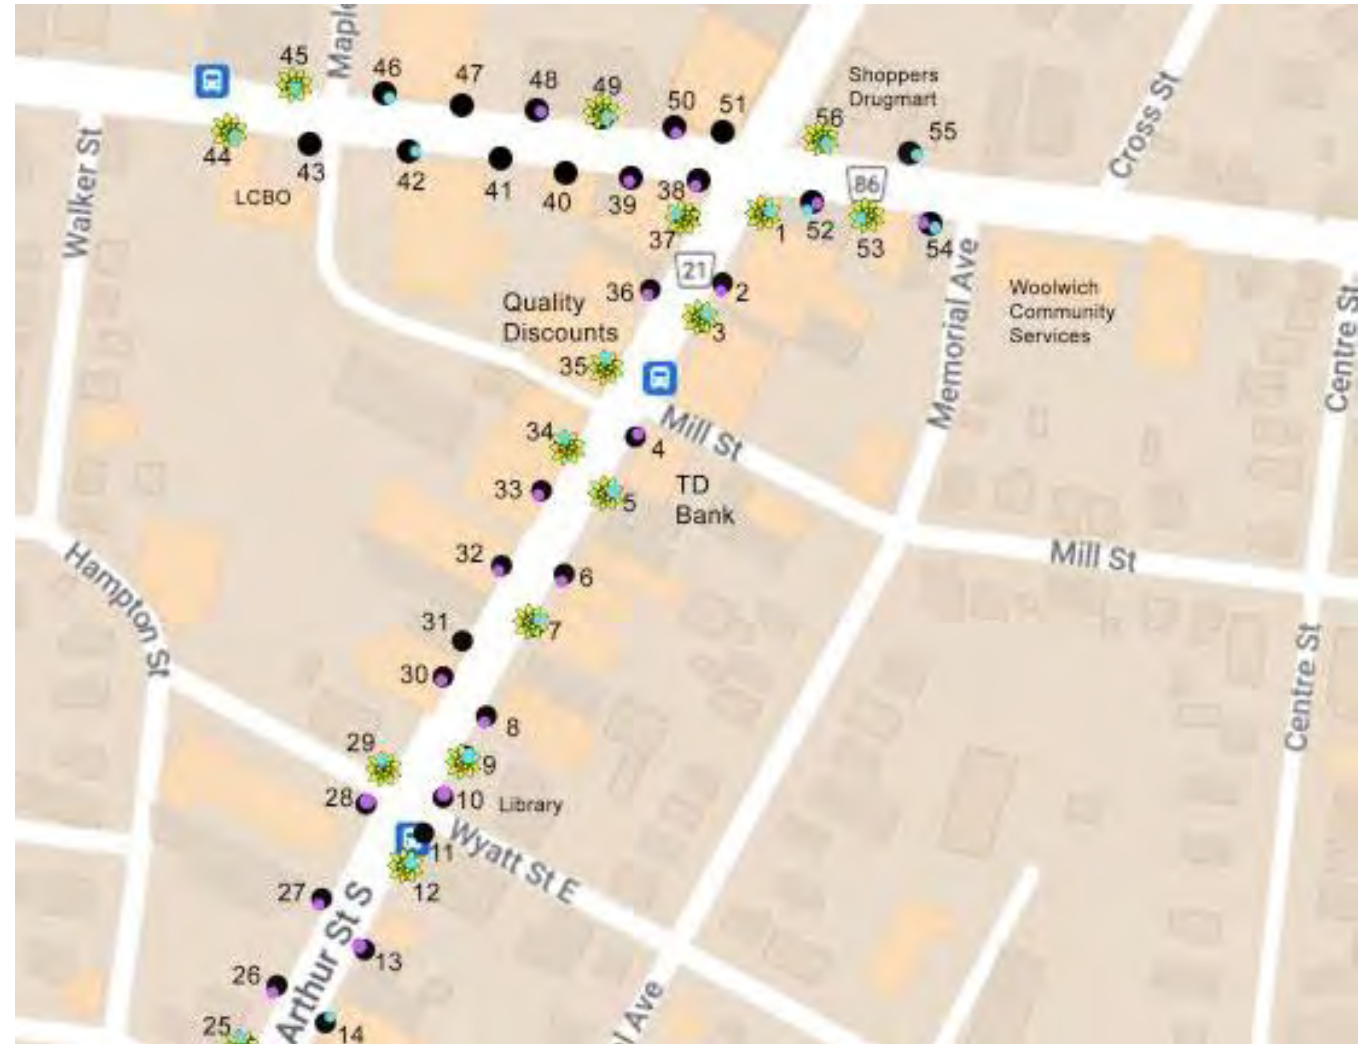 45
Maple
46
47
48
49
50
51
Shoppers
Drugmart
56
55
Cross St
44
43
LCBO
42
41
40
39
38
37
1
52
86
53
54
Walker St
21
36
2
3
Quality
Discounts
35
Woolwich
Community
Services
Memorial Ave
Centre St
Mill St
34
4
33
5
TD
Bank
32
6
Mill St
Hampton St
31
7
30
8
29
9
28
10
Library
Centre St
11
Wyatt St E
12
27
Arthur St S
13
26
25
14
l Ave